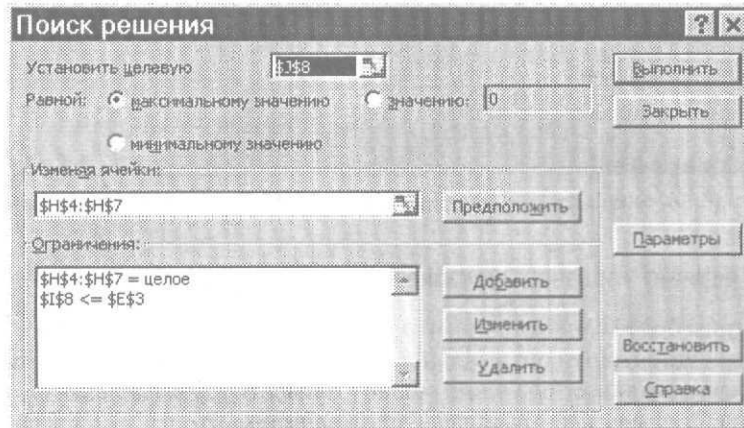 Поиск решения
Установить целевую $J$8 Выполнить
Равной: максимальному значению значению: 0 Закрыть
минимальному значению
Изменяя ячейки:
$H$4:$H$7 Предположить
Ограничения: Параметры
$H$4:$H$7 = целое Добавить
$I$8 <= $E$3
Изменить
Восстановить
Удалить
Справка